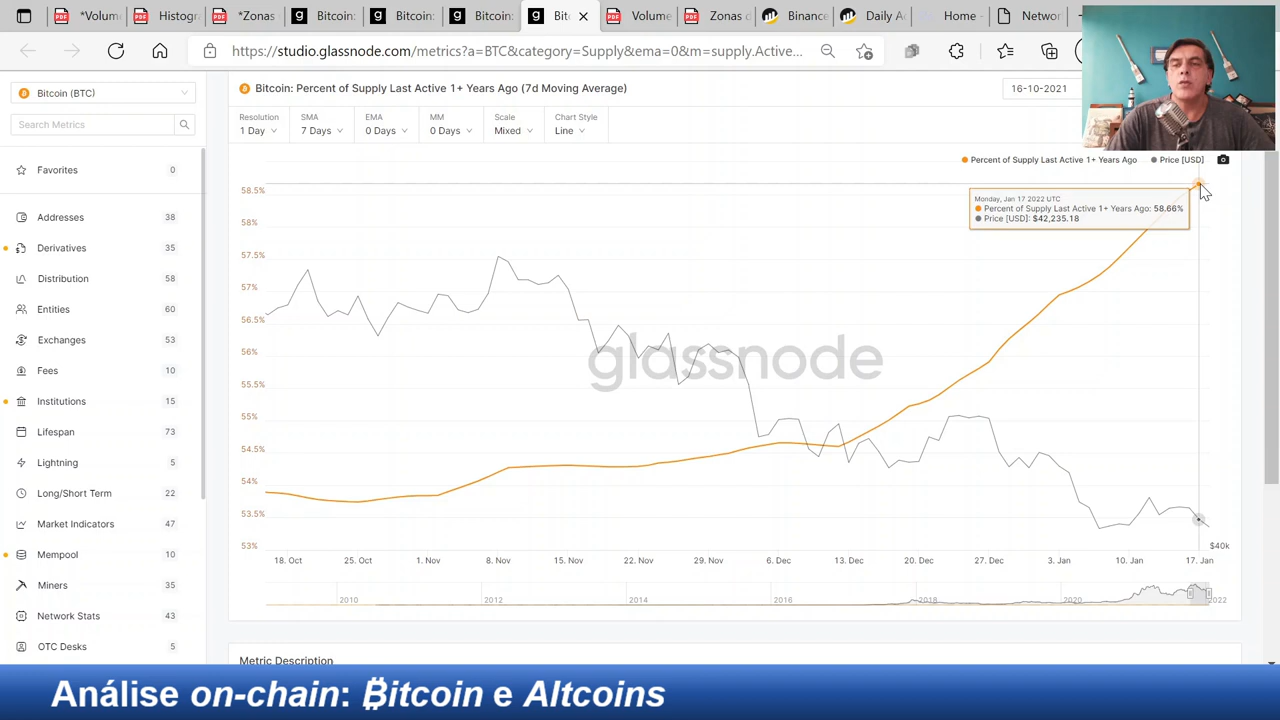 *Zonas
Histogr
*Zonas
Bitcoin:
Bitcoin:
Bitcoin:
Bit
Volume
Zonas d
Binance
Daily A
Home -
Networ
https://studio.glassnode.com/metrics?a=BTC&category=Supply&ema=0&m=supply.Active...
Bitcoin (BTC)
Search Metrics
Favorites 0
Addresses 38
Derivatives 35
Distribution 58
Entities 60
Exchanges 53
Fees 10
Institutions 15
Lifespan 73
Lightning 5
Long/Short Term 22
Market Indicators 47
Mempool 10
Miners 35
Network Stats 43
OTC Desks 5
Bitcoin: Percent of Supply Last Active 1+ Years Ago (7d Moving Average)
16-10-2021
Resolution
1 Day
SMA
7 Days
EMA
0 Days
MM
0 Days
Scale
Mixed
Chart Style
Line
Percent of Supply Last Active 1+ Years Ago Price [USD]
Monday, Jan 17 2022 UTC
Percent of Supply Last Active 1+ Years Ago: 58.66%
Price [USD]: $42,235.18
58.5%
58%
57.5%
57%
56.5%
56%
55.5%
55%
54.5%
54%
53.5%
53%
$40k
glassnode
18. Oct 25. Oct 1. Nov 8. Nov 15. Nov 22. Nov 29. Nov 6. Dec 13. Dec 20. Dec 27. Dec 3. Jan 10. Jan 17. Jan
2010 2012 2014 2016 2018 2020 2022
Metric Description
Análise on-chain: ₿itcoin e Altcoins